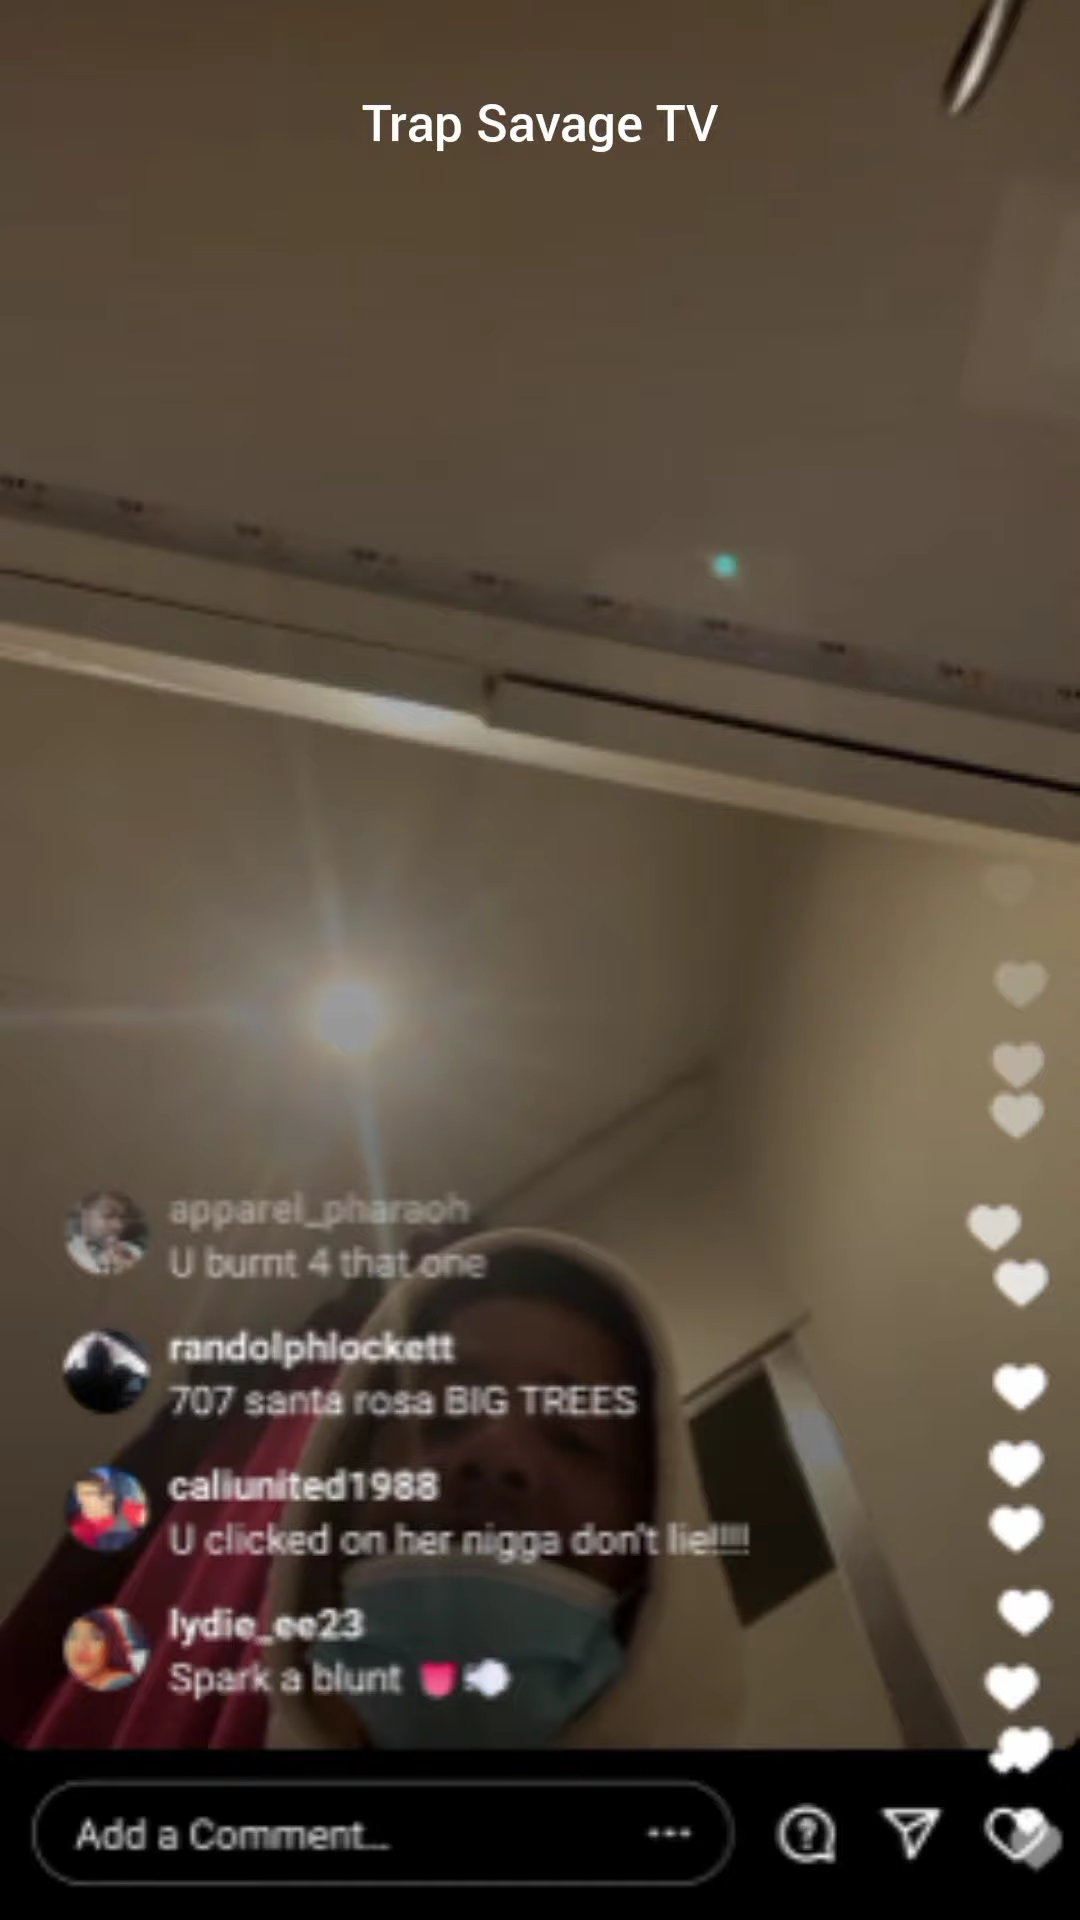 Trap Savage TV
apparel_pharaoh
U burnt 4 that one
randolphlockett
707 santa rosa BIG TREES
caliunited1988
U clicked on her nigga don't lie!!!!
lydie_ee23
Spark a blunt 👅💨
Add a Comment...